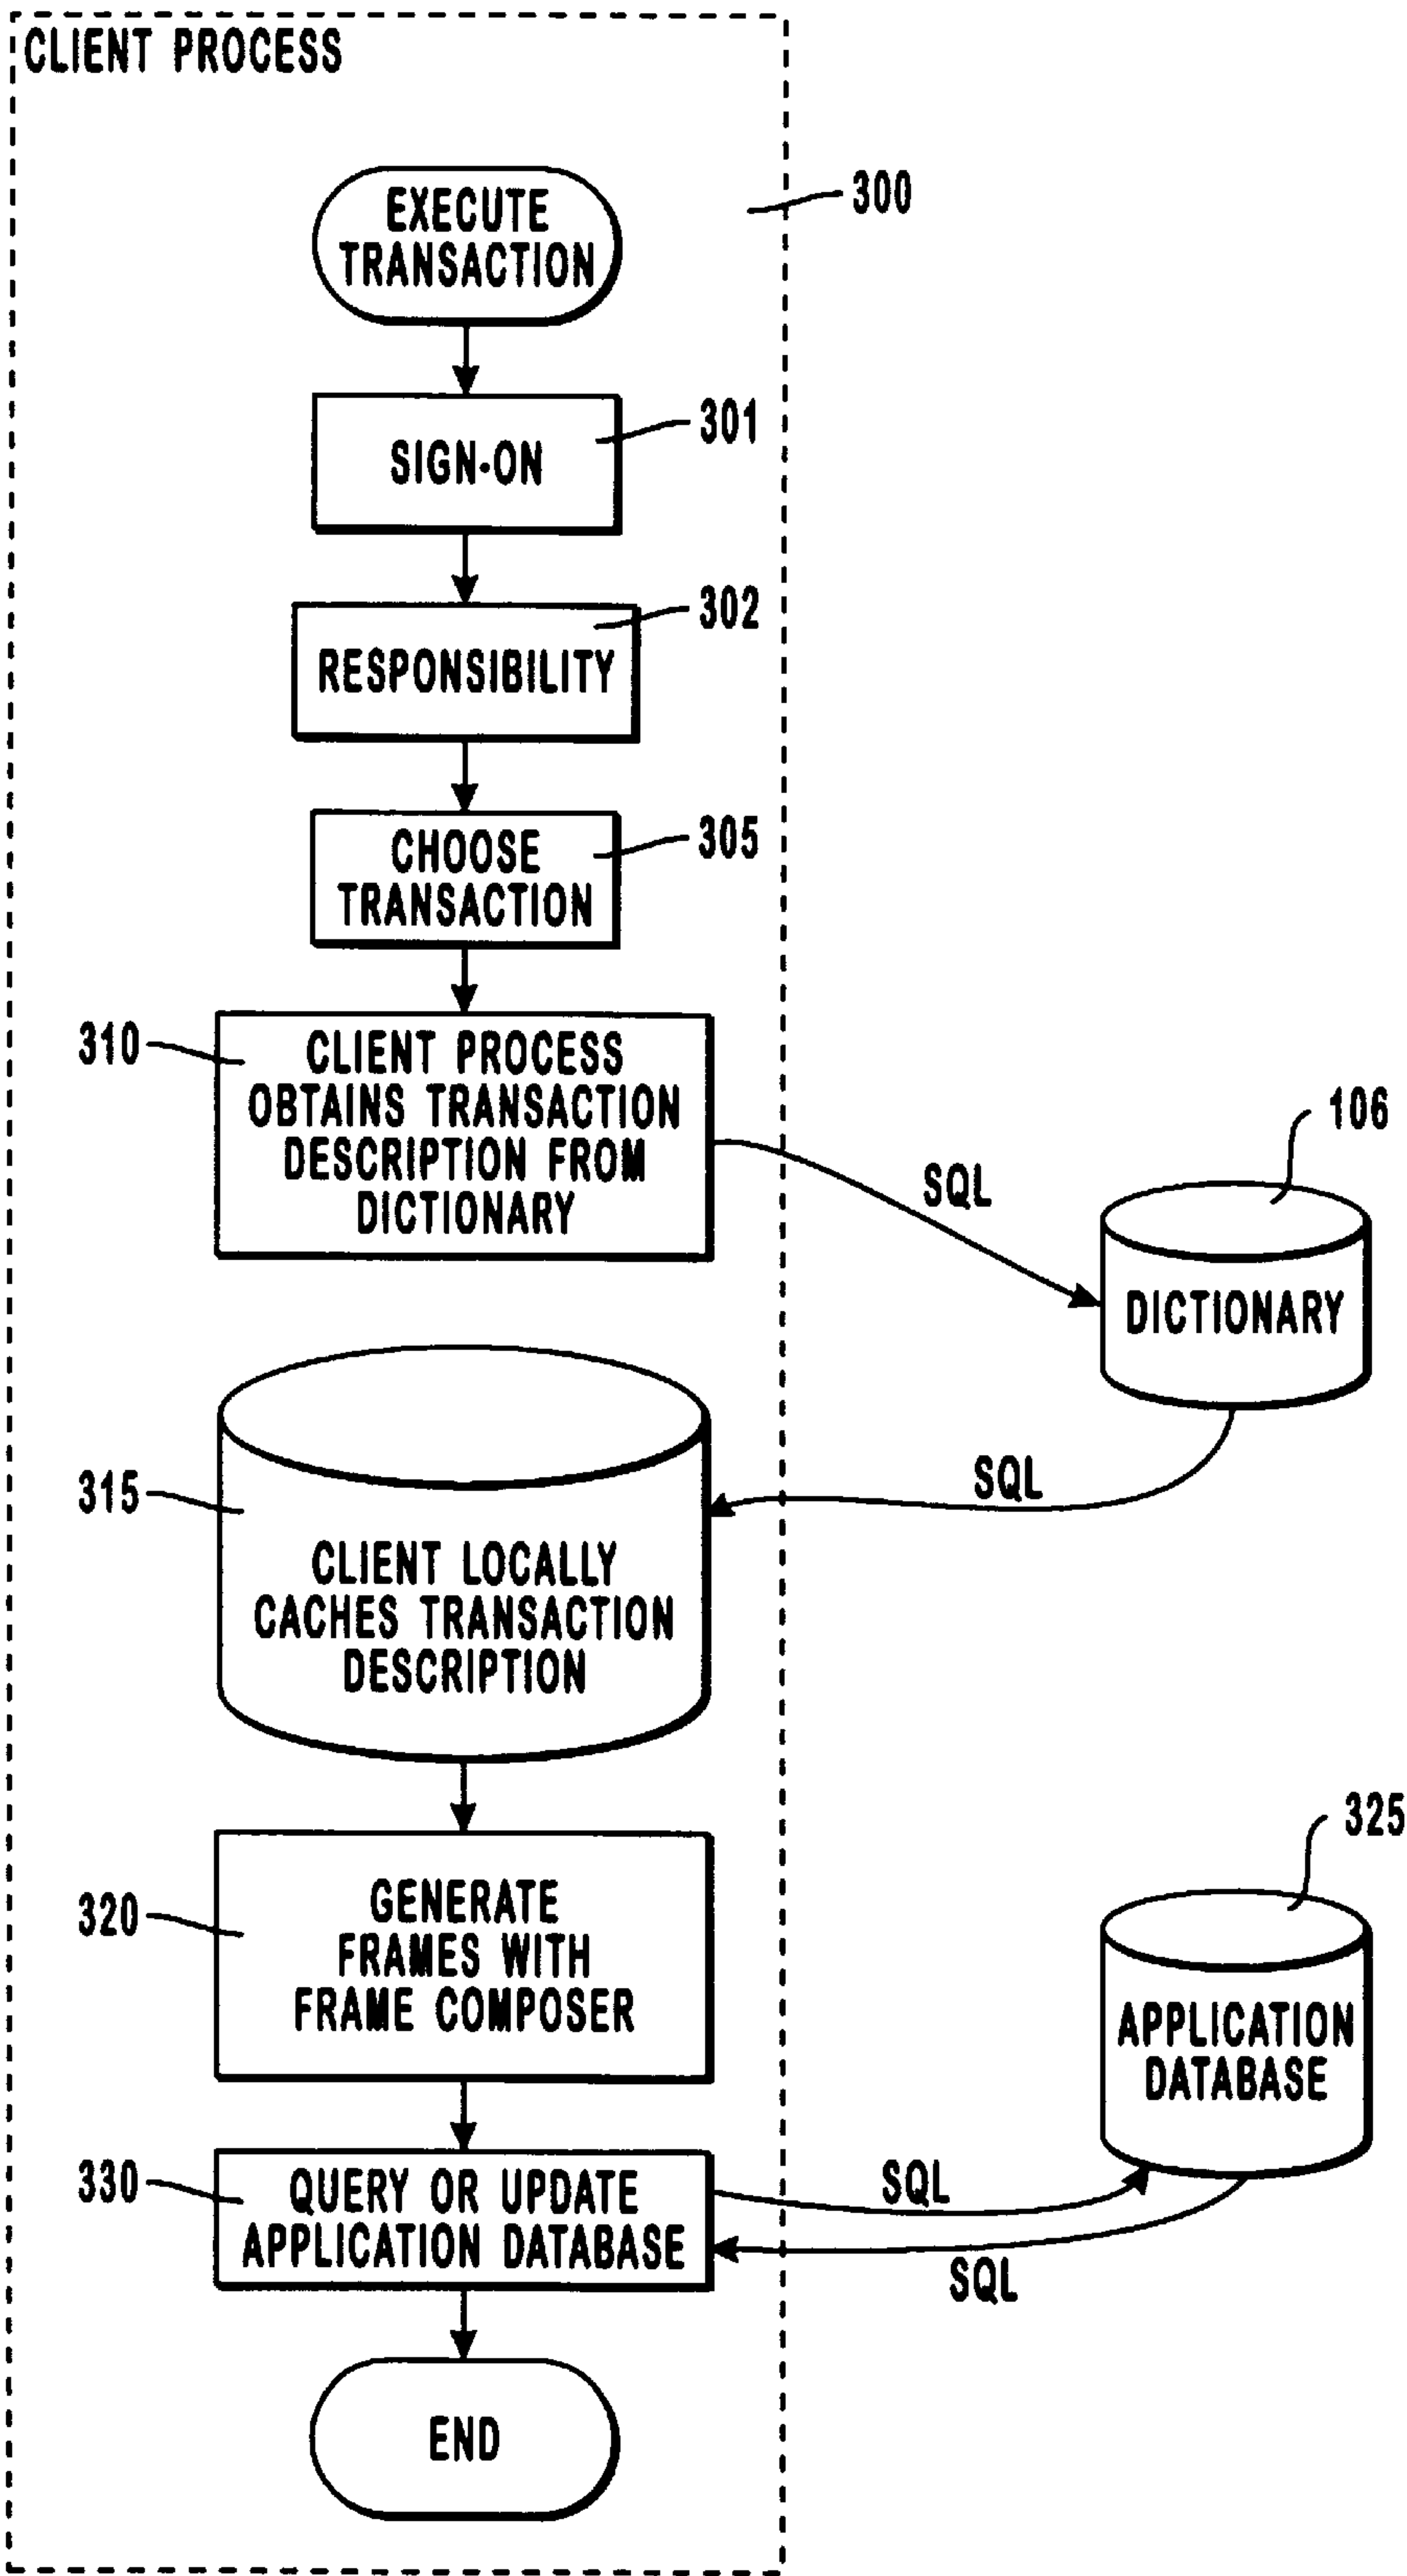 CLIENT PROCESS
300
EXECUTE
TRANSACTION
301
SIGN-ON
302
RESPONSIBILITY
305
CHOOSE
TRANSACTION
310
CLIENT PROCESS
OBTAINS TRANSACTION
DESCRIPTION FROM
DICTIONARY
SQL
106
DICTIONARY
SQL
315
CLIENT LOCALLY
CACHES TRANSACTION
DESCRIPTION
320
GENERATE
FRAMES WITH
FRAME COMPOSER
325
APPLICATION
DATABASE
330
QUERY OR UPDATE
APPLICATION DATABASE
SQL
SQL
END